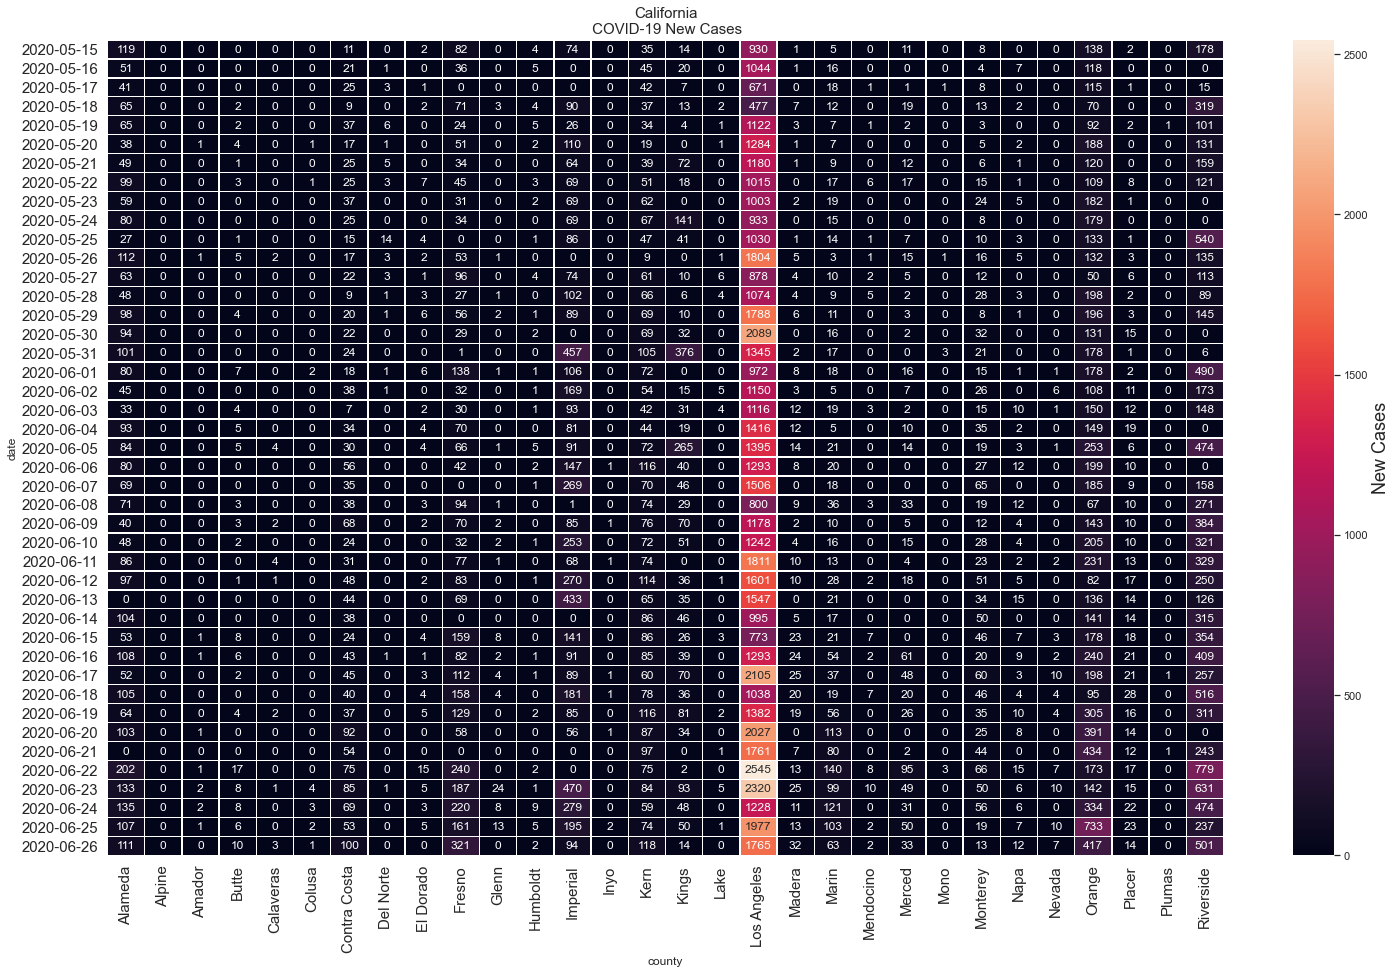 California
COVID-19 New Cases
2020-05-15 119 0 0 0 0 0 11 0 2 82 0 4 74 0 35 14 0 930 1 5 0 11 0 8 0 0 138 2 0 178
2020-05-16 51 0 0 0 0 0 21 1 0 36 0 5 0 0 45 20 0 1044 1 16 0 0 0 4 7 0 118 0 0 0
2020-05-17 41 0 0 0 0 0 25 3 1 0 0 0 0 0 42 7 0 671 0 18 1 1 1 8 0 0 115 1 0 15
2020-05-18 65 0 0 2 0 0 9 0 2 71 3 4 90 0 37 13 2 477 7 12 0 19 0 13 2 0 70 0 0 319
2020-05-19 65 0 0 2 0 0 37 6 0 24 0 5 26 0 34 4 1 1122 3 7 1 2 0 3 0 0 92 2 1 101
2020-05-20 38 0 1 4 0 1 17 1 0 51 0 2 110 0 19 0 1 1284 1 7 0 0 0 5 2 0 188 0 0 131
2020-05-21 49 0 0 1 0 0 25 5 0 34 0 0 64 0 39 72 0 1180 1 9 0 12 0 6 1 0 120 0 0 159
2020-05-22 99 0 0 3 0 1 25 3 7 45 0 3 69 0 51 18 0 1015 0 17 6 17 0 15 1 0 109 8 0 121
2020-05-23 59 0 0 0 0 0 37 0 0 31 0 2 69 0 62 0 0 1003 2 19 0 0 0 24 5 0 182 1 0 0
2020-05-24 80 0 0 0 0 0 25 0 0 34 0 0 69 0 67 141 0 933 0 15 0 0 0 8 0 0 179 0 0 0
2020-05-25 27 0 0 1 0 0 15 14 4 0 0 1 86 0 47 41 0 1030 1 14 1 7 0 10 3 0 133 1 0 540
2020-05-26 112 0 1 5 2 0 17 3 2 53 1 0 0 0 9 0 1 1804 5 3 1 15 1 16 5 0 132 3 0 135
2020-05-27 63 0 0 0 0 0 22 3 1 96 0 4 74 0 61 10 6 878 4 10 2 5 0 12 0 0 50 6 0 113
2020-05-28 48 0 0 0 0 0 9 1 3 27 1 0 102 0 66 6 4 1074 4 9 5 2 0 28 3 0 198 2 0 89
2020-05-29 98 0 0 4 0 0 20 1 6 56 2 1 89 0 69 10 0 1788 6 11 0 3 0 8 1 0 196 3 0 145
2020-05-30 94 0 0 0 0 0 22 0 0 29 0 2 0 0 69 32 0 2089 0 16 0 2 0 32 0 0 131 15 0 0
2020-05-31 101 0 0 0 0 0 24 0 0 1 0 0 457 0 105 376 0 1345 2 17 0 0 3 21 0 0 178 1 0 6
2020-06-01 80 0 0 7 0 2 18 1 6 138 1 1 106 0 72 0 0 972 8 18 0 16 0 15 1 1 178 2 0 490
2020-06-02 45 0 0 0 0 0 38 1 0 32 0 1 169 0 54 15 5 1150 3 5 0 7 0 26 0 0 108 11 0 173
2020-06-03 33 0 0 4 0 0 7 0 2 30 0 1 93 0 42 31 4 1116 12 19 3 2 0 15 10 1 150 12 0 148
2020-06-04 93 0 0 5 0 0 34 0 4 70 0 0 81 0 44 19 0 1416 12 5 0 10 0 35 2 0 149 19 0 0
2020-06-05 84 0 0 5 4 0 30 0 4 66 1 5 91 0 72 265 0 1395 14 21 0 14 0 19 3 1 253 6 0 474
2020-06-06 80 0 0 0 0 0 56 0 0 42 0 2 147 1 116 40 0 1293 8 20 0 0 0 27 12 0 199 10 0 0
2020-06-07 69 0 0 0 0 0 35 0 0 0 0 0 269 0 70 46 0 1506 0 18 0 0 0 65 0 0 185 9 0 158
2020-06-08 71 0 0 3 0 0 38 0 3 94 1 0 1 0 74 29 0 800 9 36 3 33 0 19 12 0 67 10 0 271
2020-06-09 40 0 0 3 2 0 68 0 2 70 2 0 85 1 76 70 0 1178 2 10 0 5 0 12 4 0 143 10 0 384
2020-06-10 48 0 0 2 0 0 24 0 0 32 2 1 253 0 72 51 0 1242 4 16 0 15 0 28 4 0 205 10 0 321
2020-06-11 86 0 0 0 4 0 31 0 0 77 1 0 68 1 74 0 0 1811 10 13 0 4 0 23 2 2 231 13 0 329
2020-06-12 97 0 0 1 1 0 48 0 2 83 0 1 270 0 114 36 1 1601 10 28 2 18 0 51 5 0 82 17 0 250
2020-06-13 0 0 0 0 0 0 44 0 0 69 0 0 433 0 65 35 0 1547 0 21 0 0 0 34 15 0 136 14 0 126
2020-06-14 104 0 0 0 0 0 38 0 0 0 0 0 0 0 86 46 0 995 5 17 0 0 0 50 0 0 141 14 0 315
2020-06-15 53 0 1 8 0 0 24 0 4 159 8 0 141 0 86 26 3 773 23 21 7 0 0 46 7 3 178 18 0 354
2020-06-16 108 0 1 6 0 0 43 1 1 82 2 1 91 0 85 39 0 1293 24 54 2 61 0 20 9 2 240 21 0 409
2020-06-17 52 0 0 2 0 0 45 0 3 112 4 1 89 1 60 70 0 2105 25 37 0 48 0 60 3 10 198 21 1 257
2020-06-18 105 0 0 0 0 0 40 0 4 158 4 0 181 1 78 36 0 1038 20 19 7 20 0 46 4 4 95 28 0 516
2020-06-19 64 0 0 4 2 0 37 0 5 129 0 2 85 0 116 81 2 1382 19 56 0 26 0 35 10 4 305 16 0 311
2020-06-20 103 0 1 0 0 0 92 0 0 58 0 0 56 1 87 34 0 2027 0 113 0 0 0 25 8 0 391 14 0 0
2020-06-21 0 0 0 0 0 0 54 0 0 0 0 0 0 0 97 0 1 1761 7 80 0 2 0 44 0 0 434 12 1 243
2020-06-22 202 0 1 17 0 0 75 0 15 240 0 2 0 0 75 2 0 2545 13 140 8 95 3 66 15 7 173 17 0 779
2020-06-23 133 0 2 8 1 4 85 1 5 187 24 1 470 0 84 93 5 2320 25 99 10 49 0 50 6 10 142 15 0 631
2020-06-24 135 0 2 8 0 3 220 0 3 220 8 9 279 0 59 48 0 1228 11 121 0 31 0 56 6 0 334 22 0 474
2020-06-25 107 0 1 6 0 2 53 0 5 161 13 5 195 2 74 50 1 1977 13 103 2 50 0 19 7 10 733 23 0 237
2020-06-26 111 0 0 10 3 1 100 0 0 321 0 2 94 0 118 14 0 1765 32 63 2 33 0 13 12 7 417 14 0 501
Alameda Alpine Amador Butte Calaveras Colusa Contra Costa Del Norte El Dorado Fresno Glenn Humboldt Imperial Inyo Kern Kings Lake Los Angeles Madera Marin Mendocino Merced Mono Monterey Napa Nevada Orange Placer Plumas Riverside
county
date
2500
2000
1500
1000
500
0
New Cases